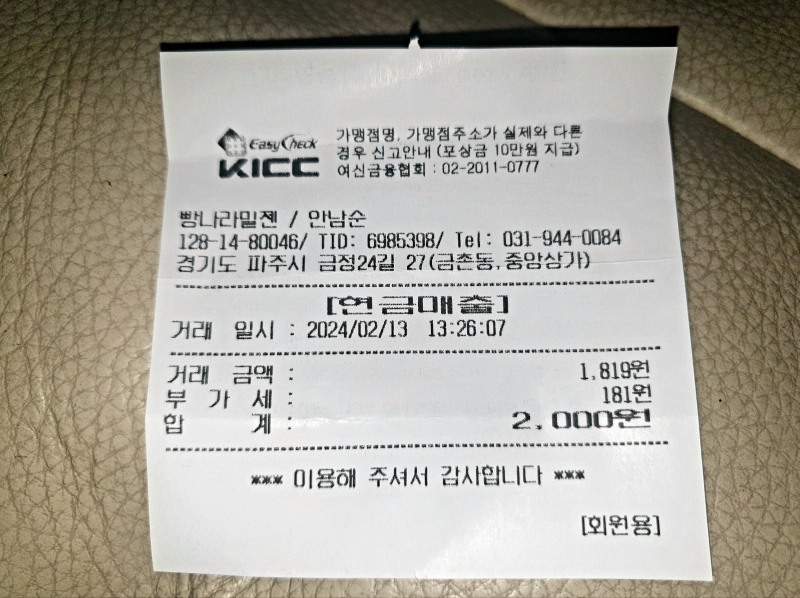 EasyCheck
KICC
가맹점명, 가맹점주소가 실제와 다른
경우 신고안내 (포상금 10만원 지급)
여신금융협회 : 02-2011-0777
빵나라밀젠 / 안남순
128-14-80046/ TID: 6985398/ Tel: 031-944-0084
경기도 파주시 금정24길 27(금촌동,중앙상가)
[현금매출]
거래 일시 : 2024/02/13 13:26:07
거래 금액 : 1,819원
부 가 세 : 181원
합 계 : 2,000원
*** 이용해 주셔서 감사합니다 ***
[회원용]